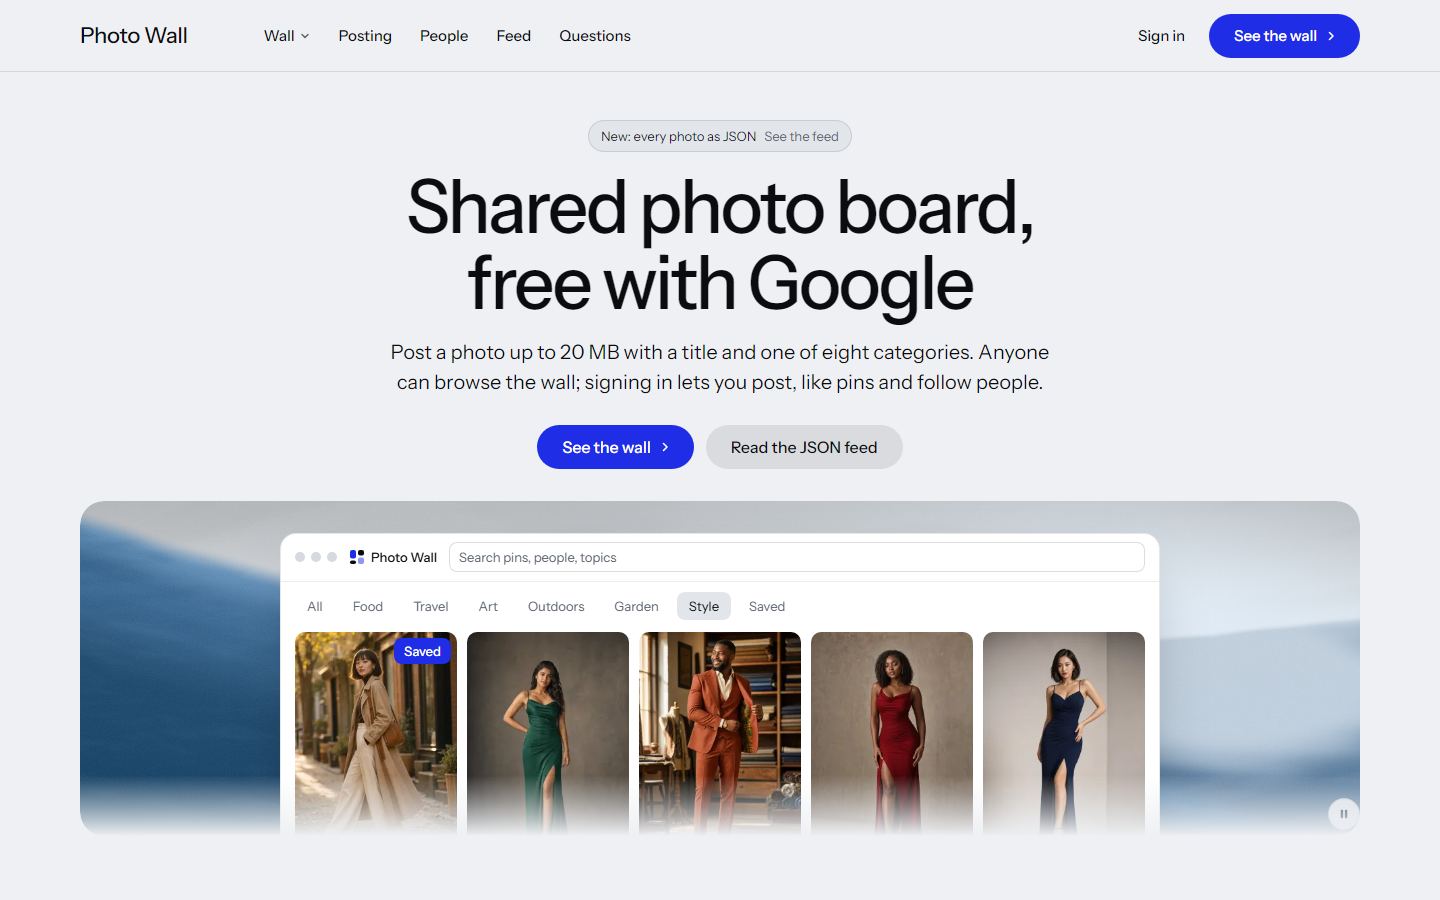 Photo Wall
Wall
Posting
People
Feed
Questions
Sign in
See the wall
New: every photo as JSON See the feed
Shared photo board,
free with Google
Post a photo up to 20 MB with a title and one of eight categories. Anyone
can browse the wall; signing in lets you post, like pins and follow people.
See the wall
Read the JSON feed
Photo Wall
Search pins, people, topics
All
Food
Travel
Art
Outdoors
Garden
Style
Saved
Saved